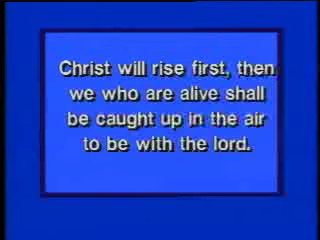 Christ will rise first, then
we who are alive shall
be caught up in the air
to be with the lord.